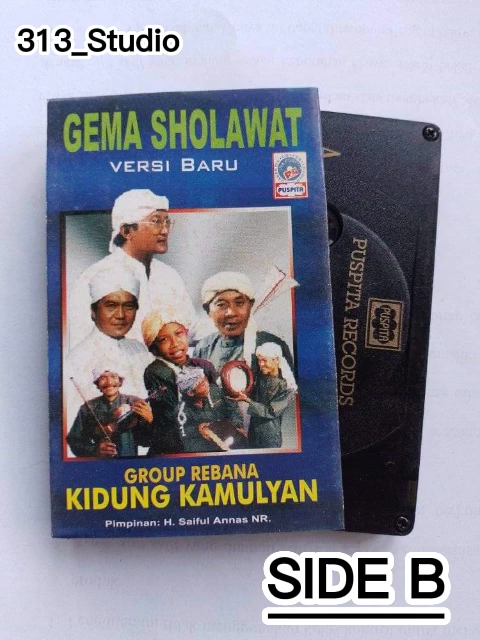 313_Studio
GEMA SHOLAWAT
VERSI BARU
PUSPITA
GROUP REBANA
KIDUNG KAMULYAN
Pimpinan: H. Saiful Annas NR.
A
PUSPITA RECORDS
PUSPITA
SIDE B